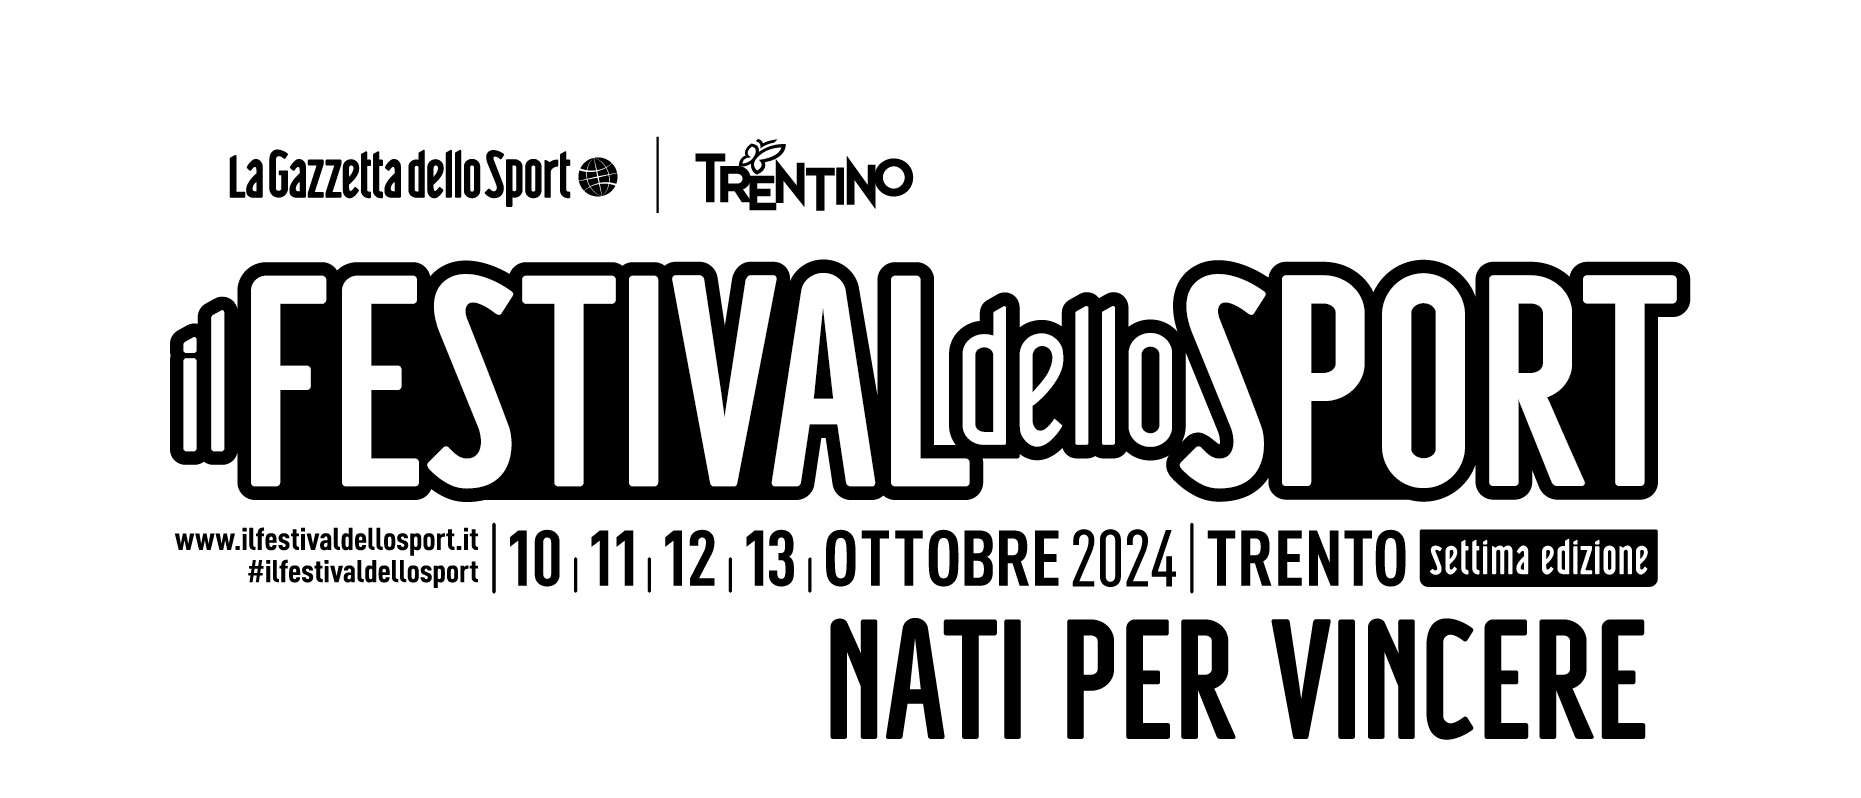 La Gazzetta dello Sport | TRENTINO
il FESTIVAL dello SPORT
www.ilfestivaldellosport.it
#ilfestivaldellosport
10 | 11 | 12 | 13 | OTTOBRE 2024 | TRENTO settima edizione
NATI PER VINCERE